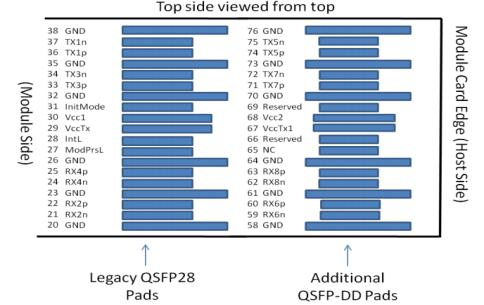 Top side viewed from top
38 GND
37 TX1n
36 TX1p
35 GND
34 TX3n
33 TX3p
32 GND
31 InitMode
30 Vcc1
29 VccTx
28 IntL
27 ModPrsL
26 GND
25 RX4p
24 RX4n
23 GND
22 RX2p
21 RX2n
20 GND
76 GND
75 TX5n
74 TX5p
73 GND
72 TX7n
71 TX7p
70 GND
69 Reserved
68 Vcc2
67 VccTx1
66 Reserved
65 NC
64 GND
63 RX8p
62 RX8n
61 GND
60 RX6p
59 RX6n
58 GND
(Module Side)
Module Card Edge (Host Side)
Legacy QSFP28
Pads
Additional
QSFP-DD Pads